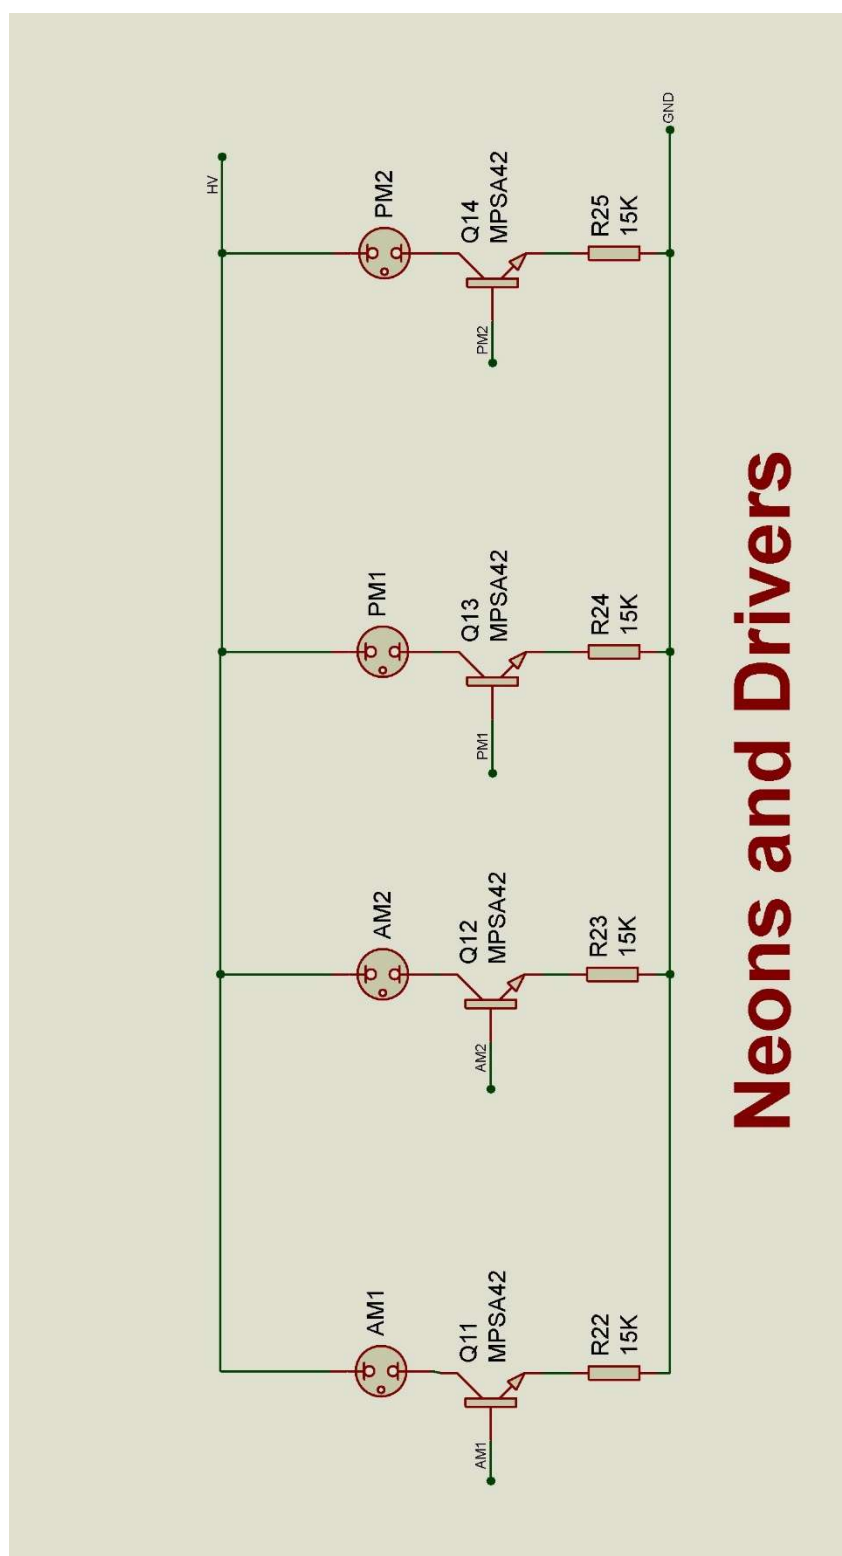 HV
GND
AM1
AM2
PM1
PM2
Q11
MPSA42
Q12
MPSA42
Q13
MPSA42
Q14
MPSA42
AM1
AM2
PM1
PM2
R22
15K
R23
15K
R24
15K
R25
15K
Neons and Drivers